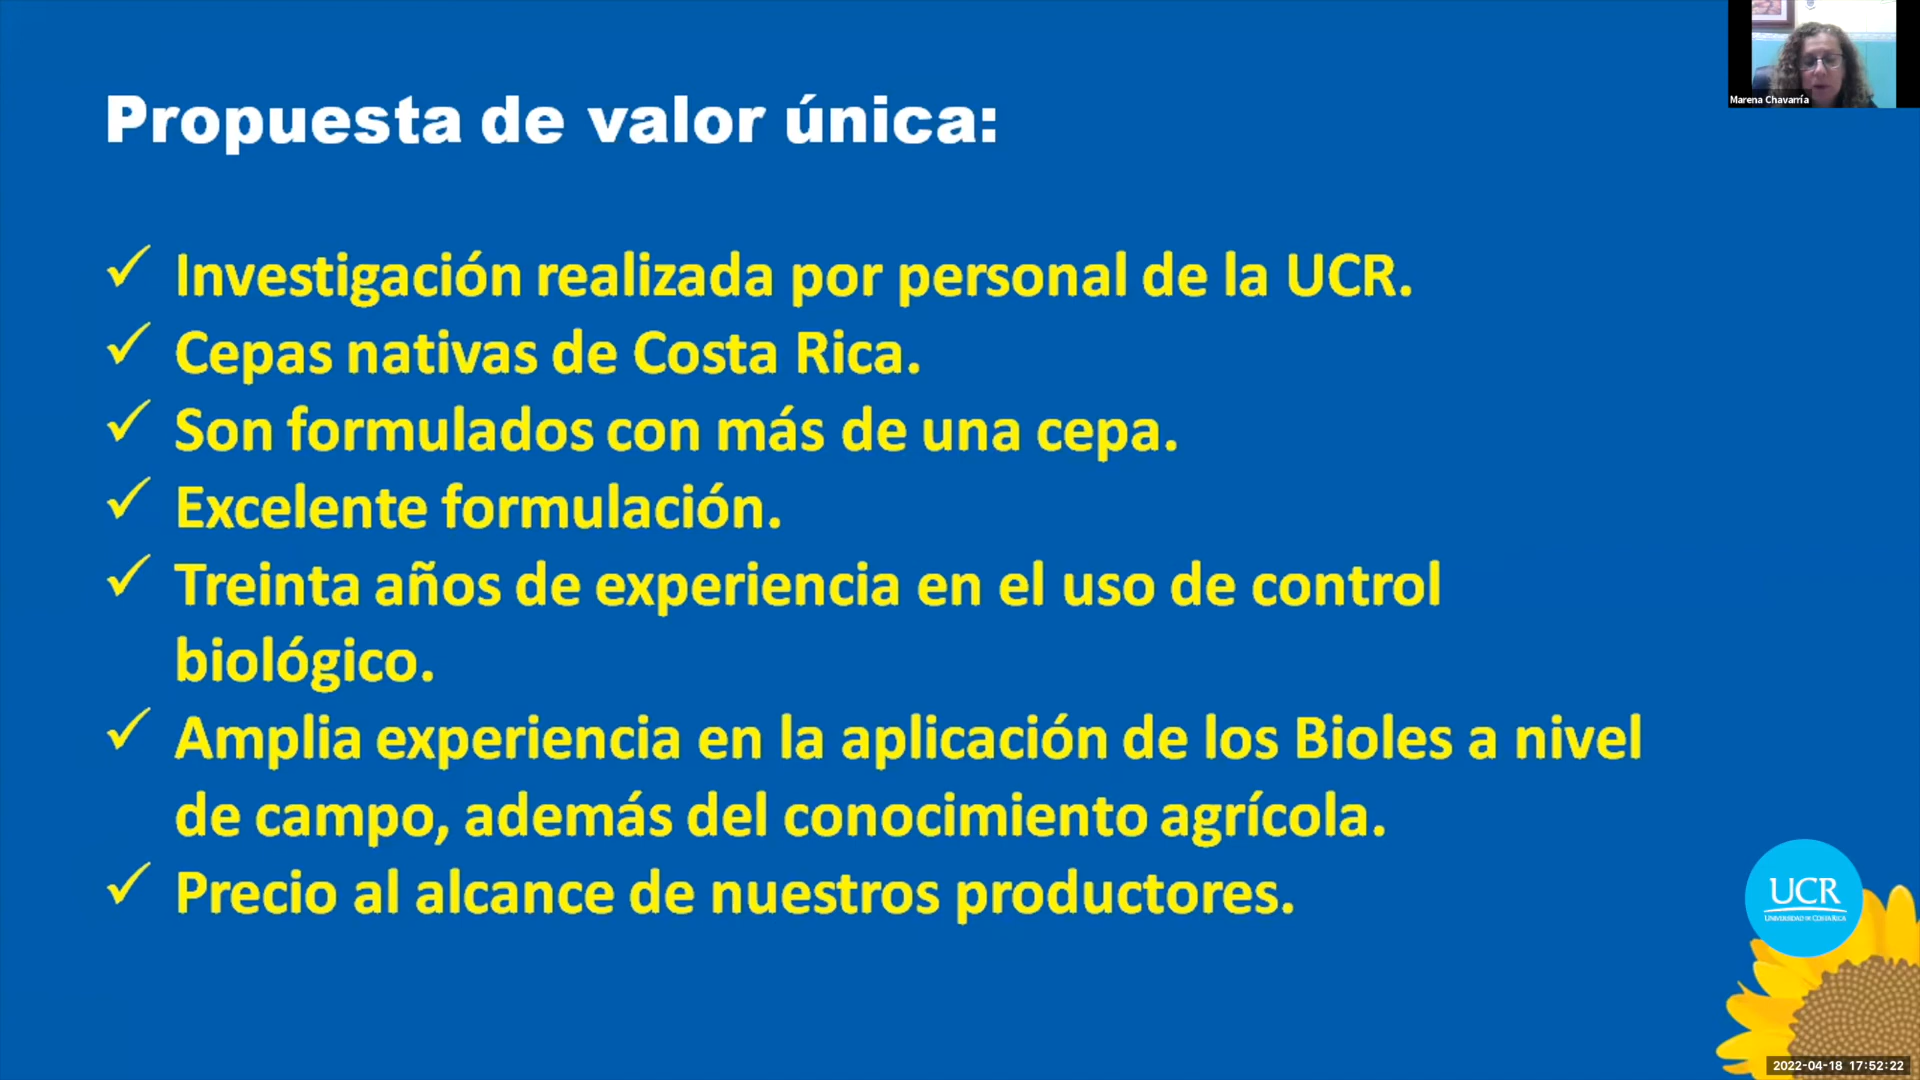 Propuesta de valor única:
Marena Chavarría
✓ Investigación realizada por personal de la UCR.
✓ Cepas nativas de Costa Rica.
✓ Son formulados con más de una cepa.
✓ Excelente formulación.
✓ Treinta años de experiencia en el uso de control
biológico.
✓ Amplia experiencia en la aplicación de los Bioles a nivel
de campo, además del conocimiento agrícola.
✓ Precio al alcance de nuestros productores.
UCR
UNIVERSIDAD DE COSTA RICA
2022-04-18 17:52:22